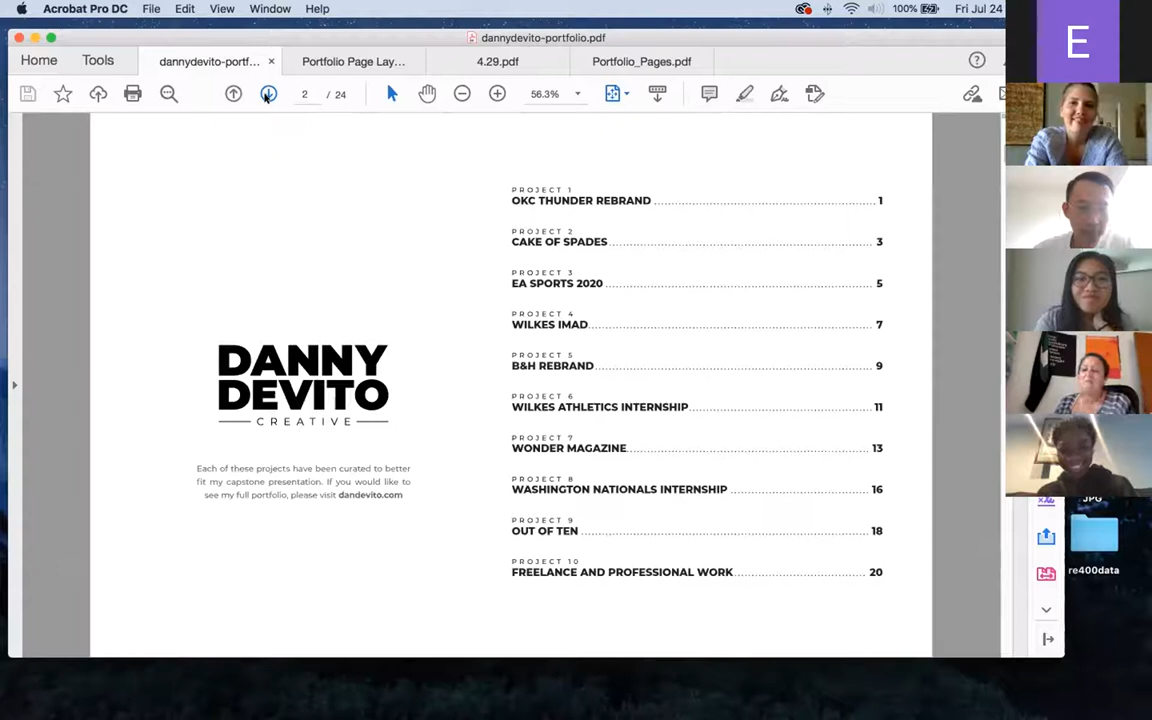 Acrobat Pro DC File Edit View Window Help 100% Fri Jul 24
dannydevito-portfolio.pdf
Home Tools dannydevito-portf... × Portfolio Page Lay... 4.29.pdf Portfolio_Pages.pdf
2 / 24 56.3%
E
DANNY
DEVITO
CREATIVE
Each of these projects have been curated to better
fit my capstone presentation. If you would like to
see my full portfolio, please visit dandevito.com
PROJECT 1
OKC THUNDER REBRAND 1
PROJECT 2
CAKE OF SPADES 3
PROJECT 3
EA SPORTS 2020 5
PROJECT 4
WILKES IMAD 7
PROJECT 5
B&H REBRAND 9
PROJECT 6
WILKES ATHLETICS INTERNSHIP 11
PROJECT 7
WONDER MAGAZINE 13
PROJECT 8
WASHINGTON NATIONALS INTERNSHIP 16
PROJECT 9
OUT OF TEN 18
PROJECT 10
FREELANCE AND PROFESSIONAL WORK 20
JPG
re400data